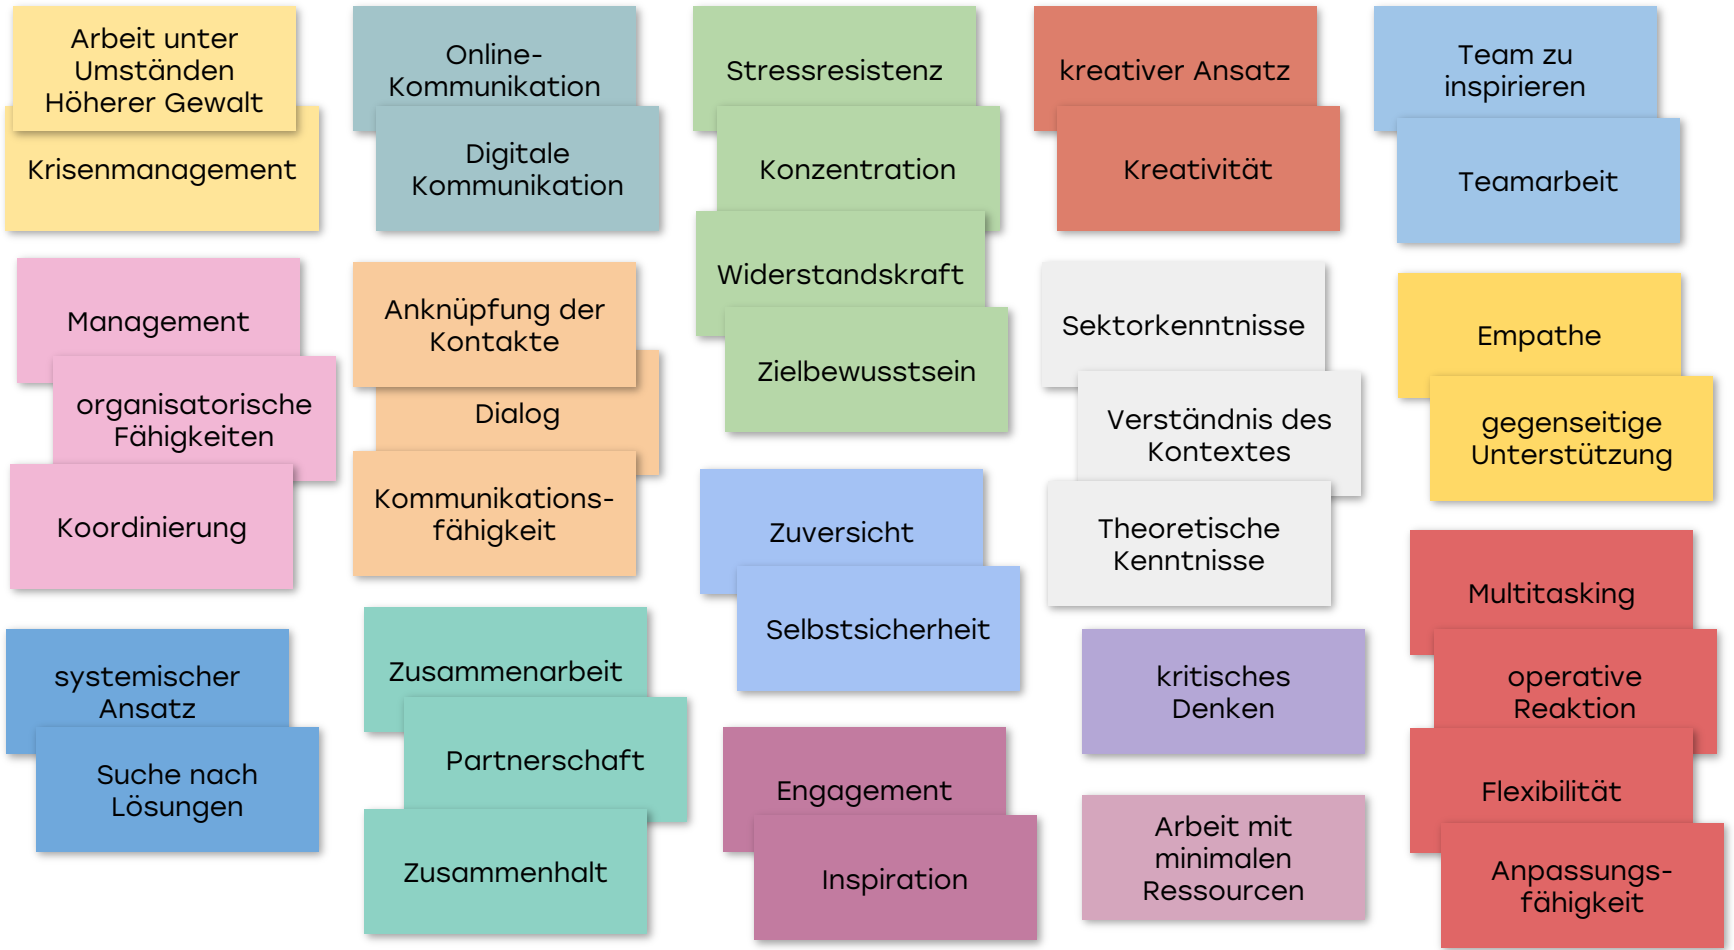 Arbeit unter
Umständen
Höherer Gewalt
Krisenmanagement
Online-
Kommunikation
Digitale
Kommunikation
Stressresistenz
Konzentration
Widerstandskraft
Zielbewusstsein
kreativer Ansatz
Kreativität
Team zu
inspirieren
Teamarbeit
Management
organisatorische
Fähigkeiten
Koordinierung
Anknüpfung der
Kontakte
Dialog
Kommunikations-
fähigkeit
Sektorkenntnisse
Verständnis des
Kontextes
Theoretische
Kenntnisse
Empathe
gegenseitige
Unterstützung
Zuversicht
Selbstsicherheit
Multitasking
operative
Reaktion
Flexibilität
Anpassungs-
fähigkeit
systemischer
Ansatz
Suche nach
Lösungen
Zusammenarbeit
Partnerschaft
Zusammenhalt
Engagement
Inspiration
kritisches
Denken
Arbeit mit
minimalen
Ressourcen